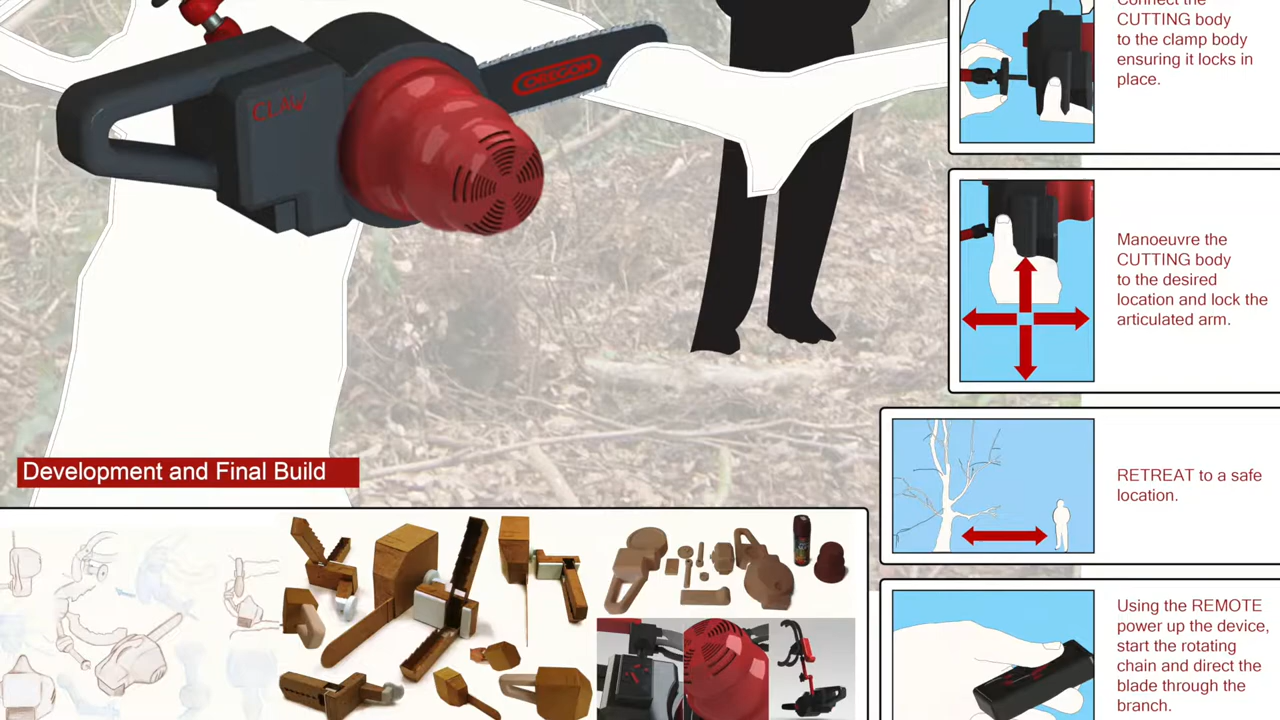 CLAW
OREGON
Connect the
CUTTING body
to the clamp body
ensuring it locks in
place.
Manoeuvre the
CUTTING body
to the desired
location and lock the
articulated arm.
RETREAT to a safe
location.
Using the REMOTE
power up the device,
start the rotating
chain and direct the
blade through the
branch.
Development and Final Build